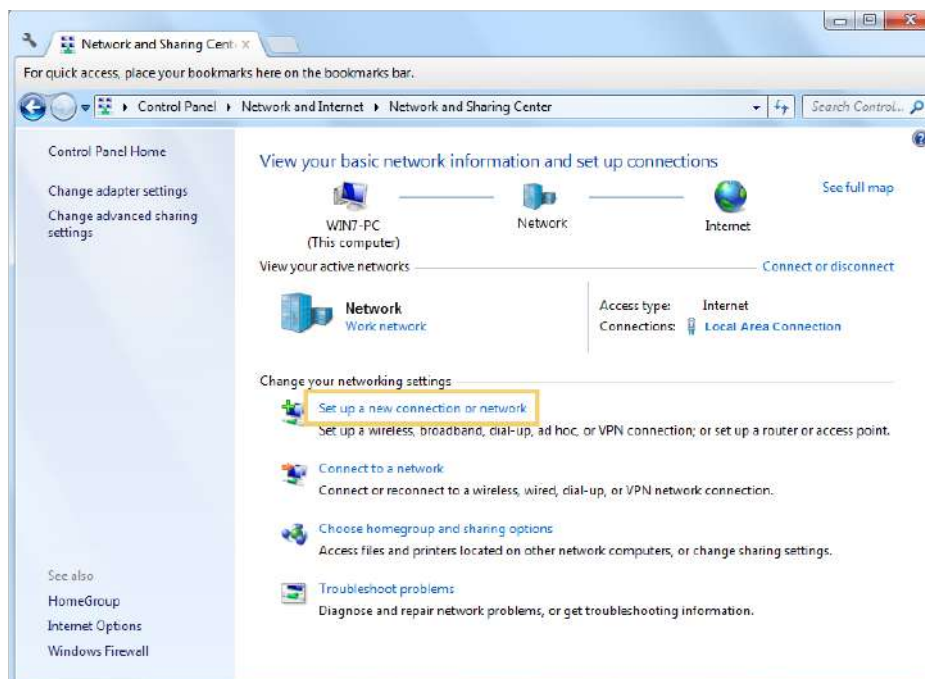 Network and Sharing Cent
For quick access, place your bookmarks here on the bookmarks bar.
Control Panel Network and Internet Network and Sharing Center
Search Control...
Control Panel Home
Change adapter settings
Change advanced sharing
settings
View your basic network information and set up connections
See full map
WIN7-PC
(This computer)
Network
Internet
View your active networks
Connect or disconnect
Network
Work network
Access type: Internet
Connections: Local Area Connection
Change your networking settings
Set up a new connection or network
Set up a wireless, broadband, dial-up, ad hoc, or VPN connection; or set up a router or access point.
Connect to a network
Connect or reconnect to a wireless, wired, dial-up, or VPN network connection.
Choose homegroup and sharing options
Access files and printers located on other network computers, or change sharing settings.
Troubleshoot problems
Diagnose and repair network problems, or get troubleshooting information.
See also
HomeGroup
Internet Options
Windows Firewall